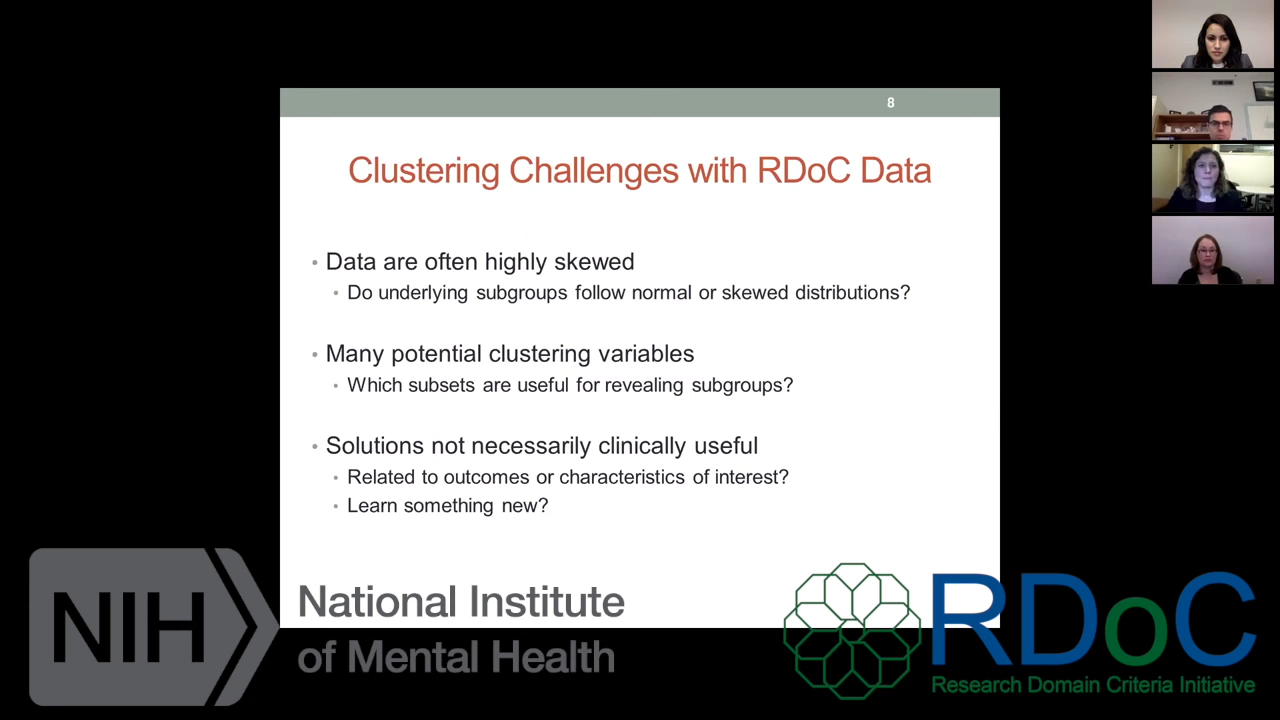 8
Clustering Challenges with RDoC Data
• Data are often highly skewed
• Do underlying subgroups follow normal or skewed distributions?
• Many potential clustering variables
• Which subsets are useful for revealing subgroups?
• Solutions not necessarily clinically useful
• Related to outcomes or characteristics of interest?
• Learn something new?
NIH
National Institute
of Mental Health
RDoC
Research Domain Criteria Initiative